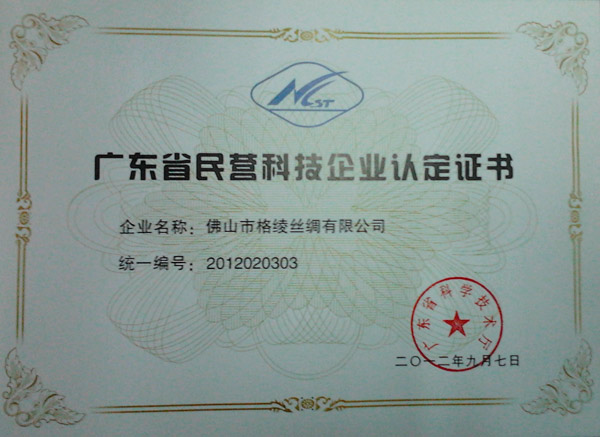 NCST
广东省民营科技企业认定证书
企业名称：佛山市格绫丝绸有限公司
统一编号：2012020303
广东省科学技术厅
二〇一二年九月七日